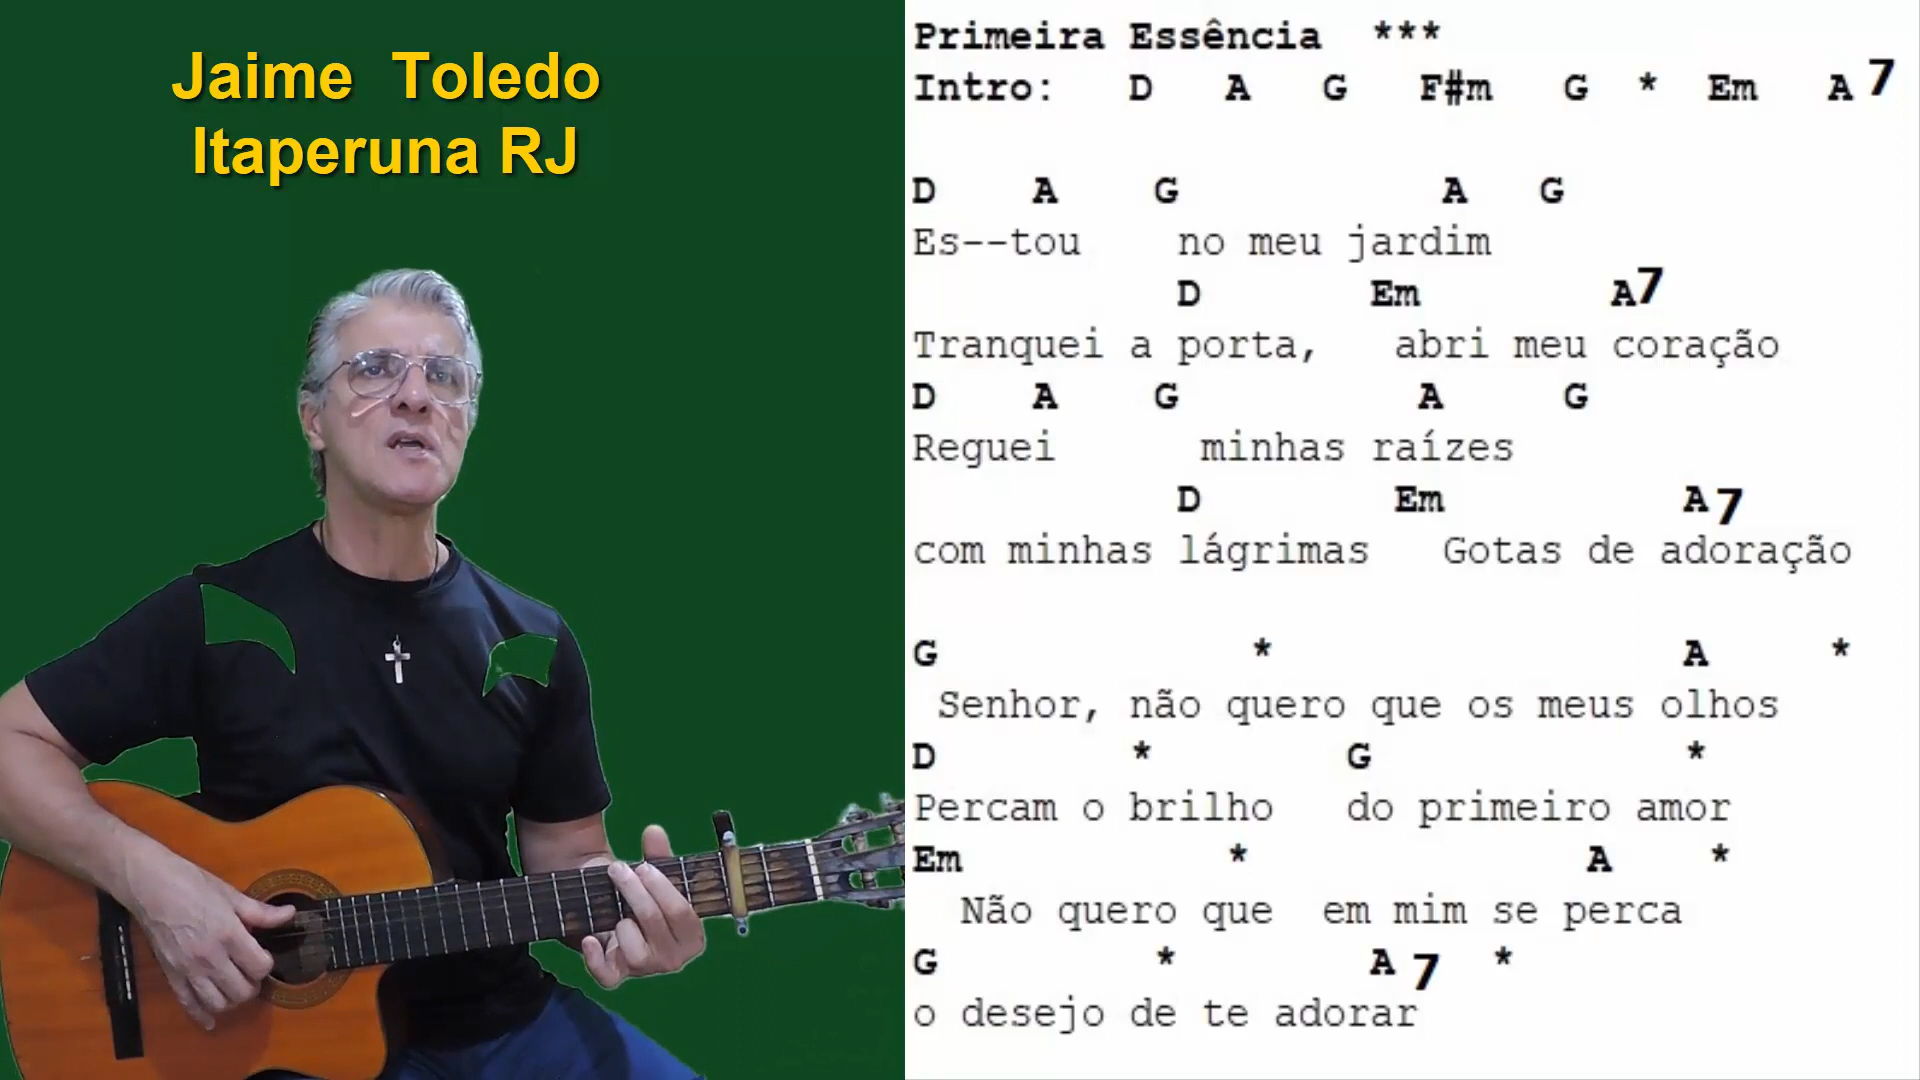 Jaime Toledo
Itaperuna RJ
Primeira Essência ***
Intro: D A G F#m G * Em A7
D A G A G
Es--tou no meu jardim
D Em A7
Tranquei a porta, abri meu coração
D A G A G
Reguei minhas raízes
D Em A7
com minhas lágrimas Gotas de adoração
G * A *
Senhor, não quero que os meus olhos
D * G *
Percam o brilho do primeiro amor
Em * A *
Não quero que em mim se perca
G * A7 *
o desejo de te adorar